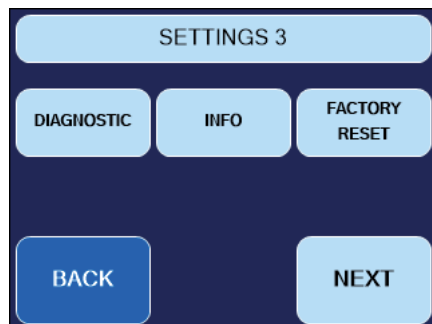 SETTINGS 3
DIAGNOSTIC
INFO
FACTORY
RESET
BACK
NEXT